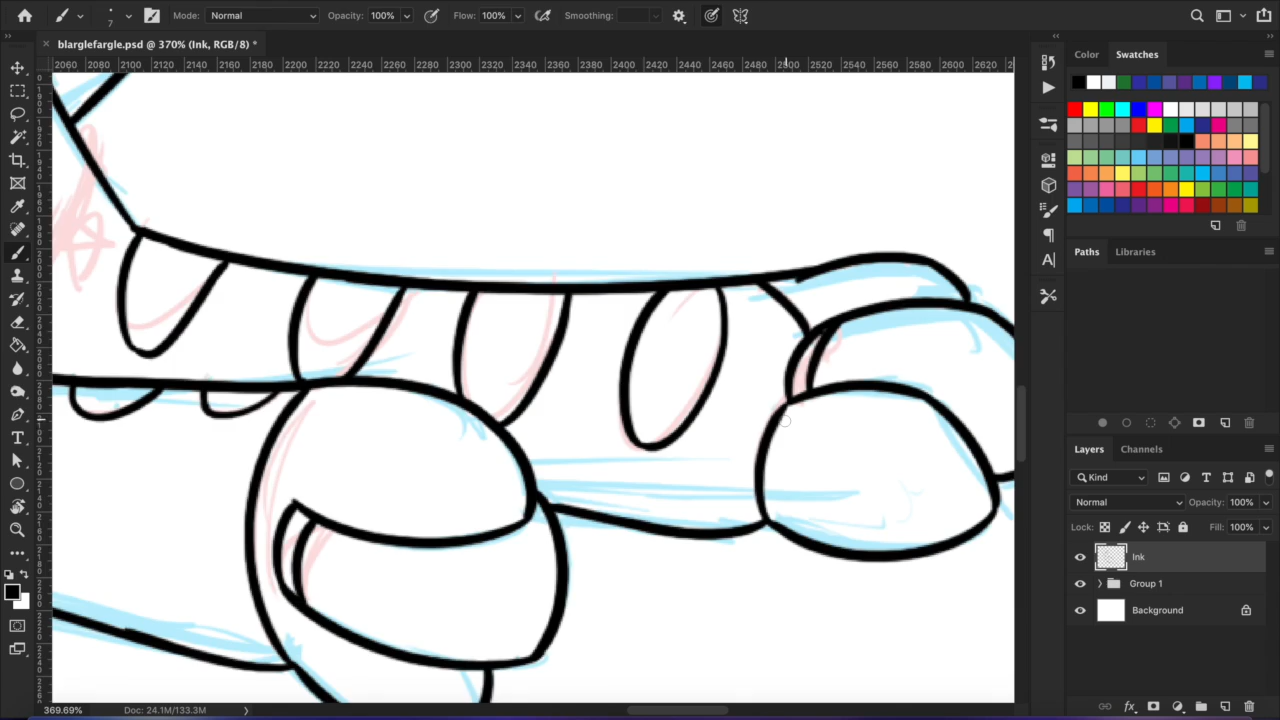 7 Mode: Normal Opacity: 100% Flow: 100% Smoothing:
blarglefargle.psd @ 370% (Ink, RGB/8) *
2060 2080 2100 2120 2140 2160 2180 2200 2220 2240 2260 2280 2300 2320 2340 2360 2380 2400 2420 2440 2460 2480 2500 2520 2540 2560 2580 2600 2620
Color Swatches
Paths Libraries
Layers Channels
Kind
Normal Opacity: 100%
Lock: Fill: 100%
Ink
Group 1
Background
369.69% Doc: 24.1M/133.3M